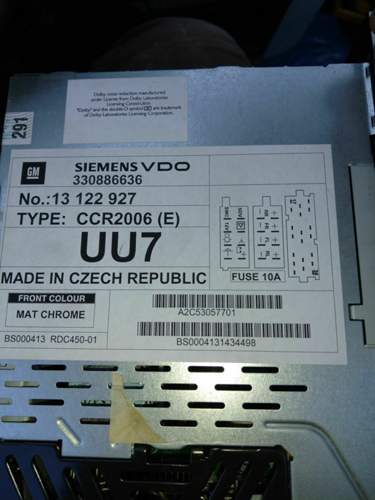 Dolby noise reduction manufactured
under License from Dolby Laboratories
Licensing Corporation.
"Dolby" and the double-D symbol are trademark
of Dolby Laboratories Licensing Corporation.
291
GM
SIEMENS VDO
330886636
No.:13 122 927
TYPE: CCR2006 (E)
UU7
MADE IN CZECH REPUBLIC
FUSE 10A
FRONT COLOUR
MAT CHROME
A2C53057701
BS000413 RDC450-01
BS0004131434498